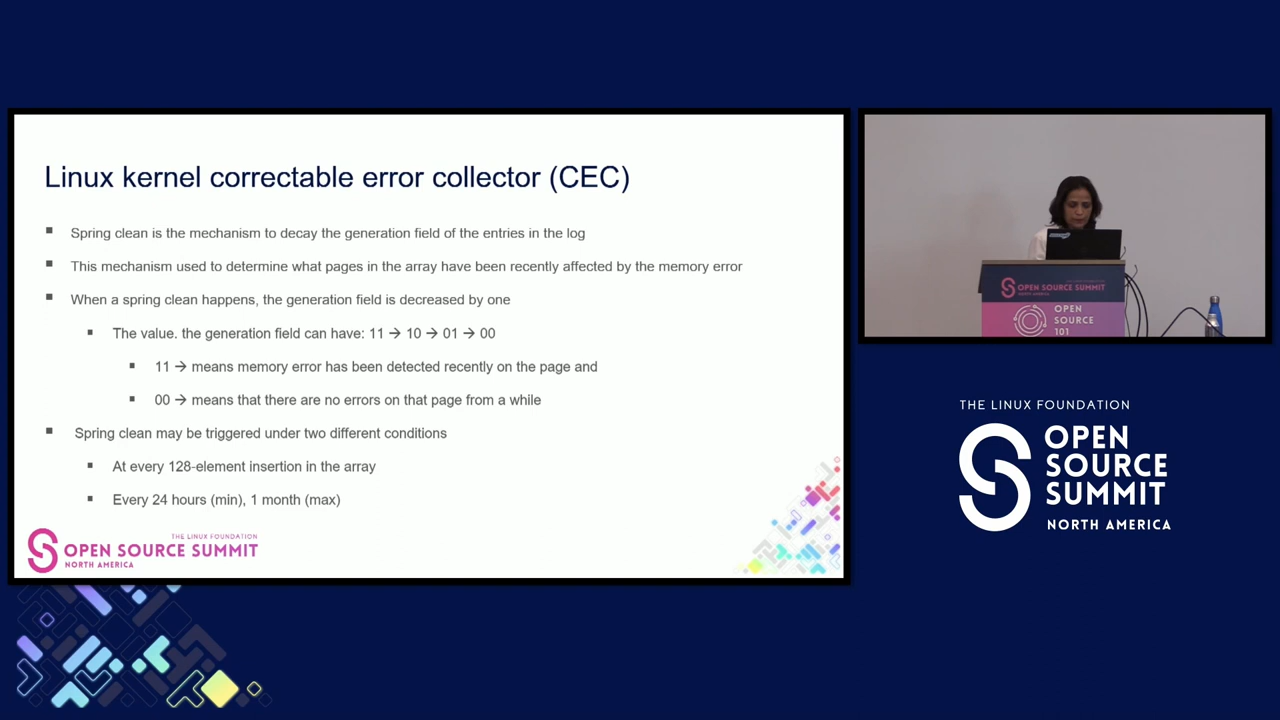 Linux kernel correctable error collector (CEC)
▪ Spring clean is the mechanism to decay the generation field of the entries in the log
▪ This mechanism used to determine what pages in the array have been recently affected by the memory error
▪ When a spring clean happens, the generation field is decreased by one
▪ The value. the generation field can have: 11 → 10 → 01 → 00
▪ 11 → means memory error has been detected recently on the page and
▪ 00 → means that there are no errors on that page from a while
▪ Spring clean may be triggered under two different conditions
▪ At every 128-element insertion in the array
▪ Every 24 hours (min), 1 month (max)
THE LINUX FOUNDATION
OPEN SOURCE SUMMIT
NORTH AMERICA
OPEN SOURCE SUMMIT
NORTH AMERICA
OPEN
SOURCE
101
THE LINUX FOUNDATION
OPEN
SOURCE
SUMMIT
NORTH AMERICA